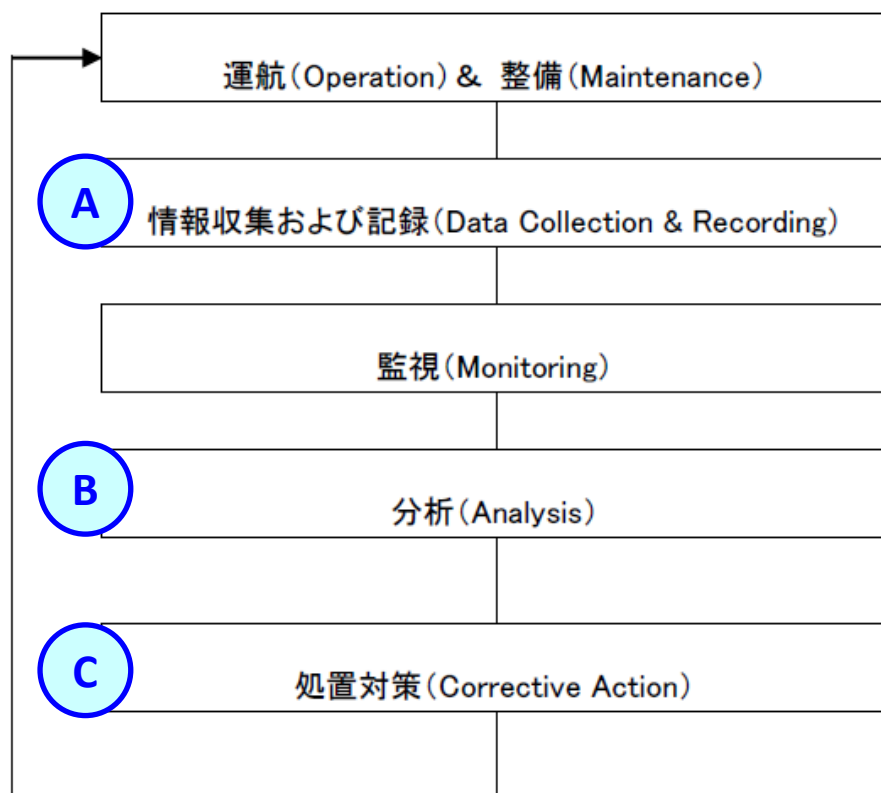 運航(Operation)& 整備(Maintenance)
A
情報収集および記録(Data Collection & Recording)
監視(Monitoring)
B
分析(Analysis)
C
処置対策(Corrective Action)